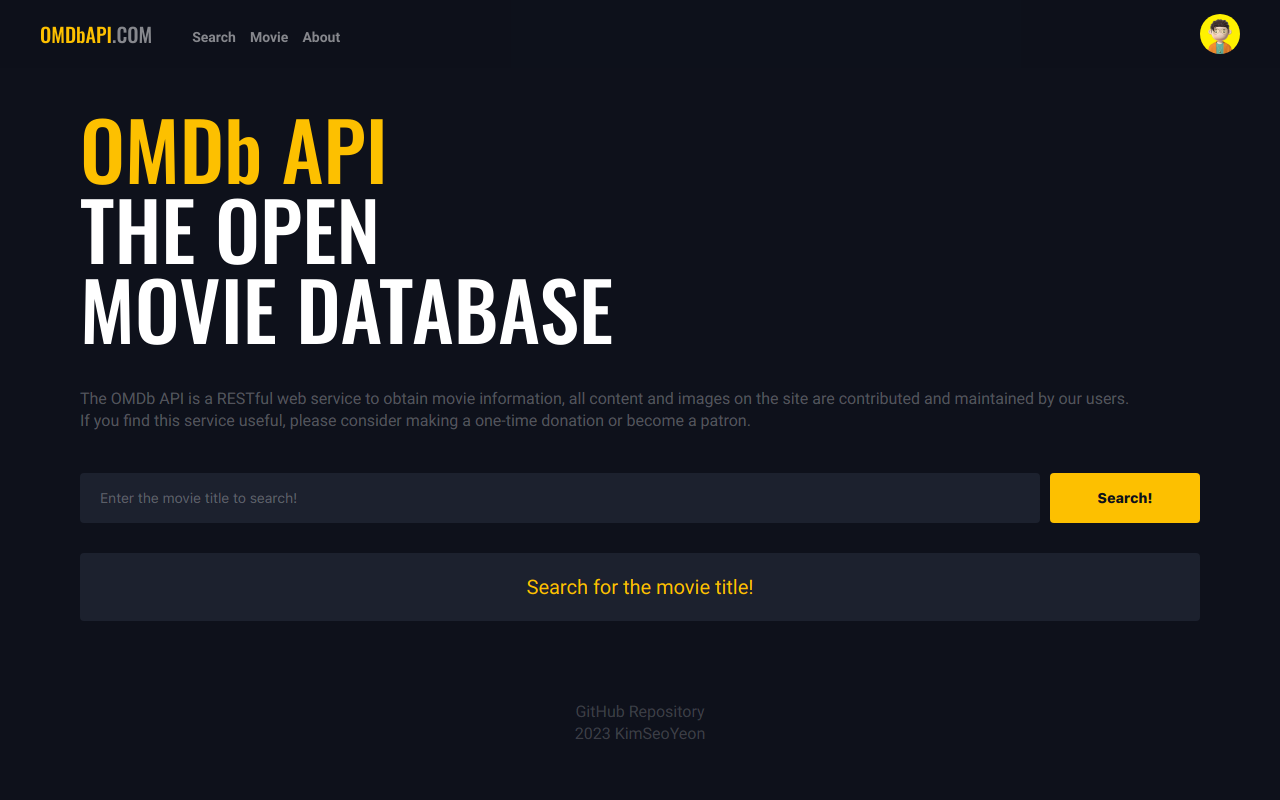 OMDbAPI.COM
Search Movie About
OMDb API
THE OPEN
MOVIE DATABASE
The OMDb API is a RESTful web service to obtain movie information, all content and images on the site are contributed and maintained by our users.
If you find this service useful, please consider making a one-time donation or become a patron.
Enter the movie title to search!
Search!
Search for the movie title!
GitHub Repository
2023 KimSeoYeon